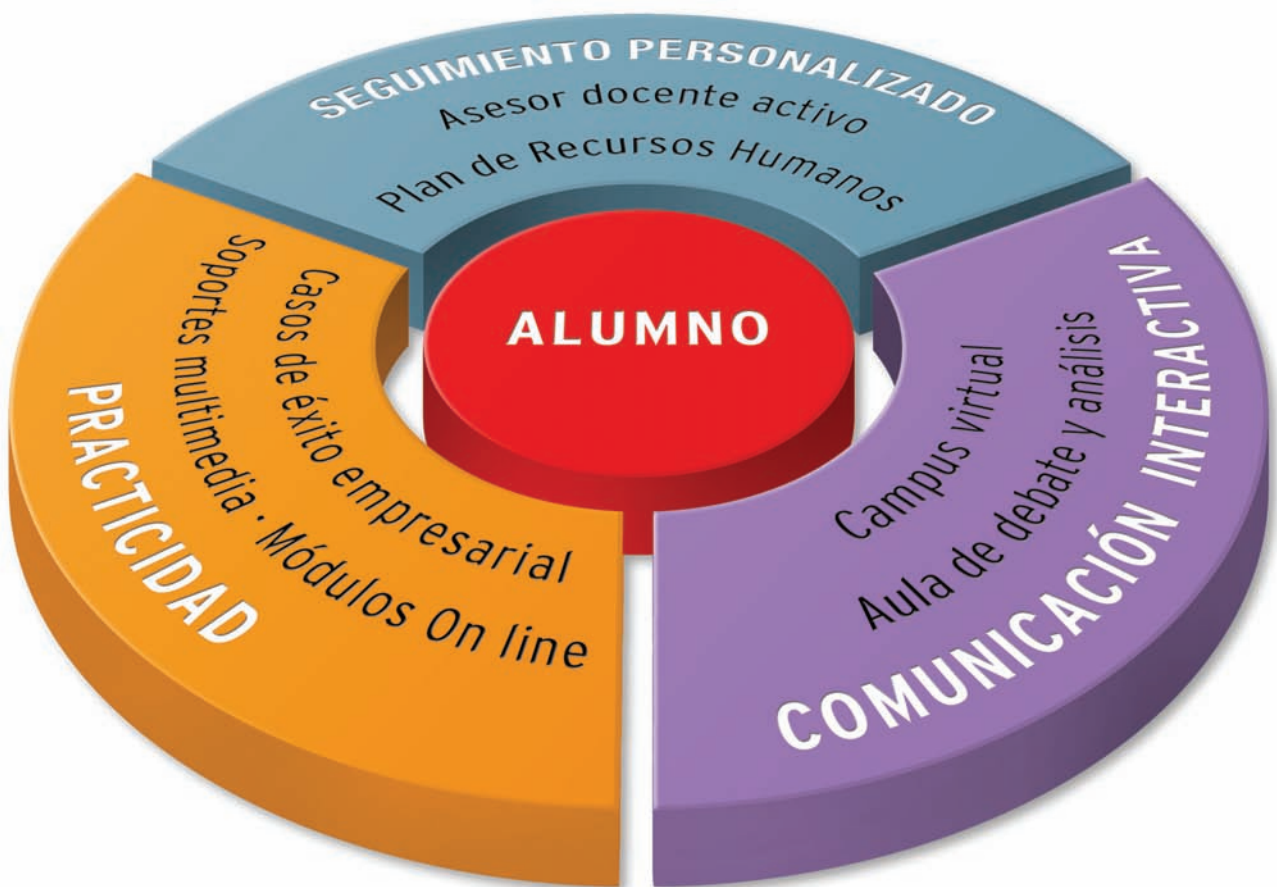 SEGUIMIENTO PERSONALIZADO
Asesor docente activo
Plan de Recursos Humanos
ALUMNO
PRACTICIDAD
Soportes multimedia · Módulos On line
Casos de éxito empresarial
Campus virtual
Aula de debate y análisis
COMUNICACIÓN INTERACTIVA